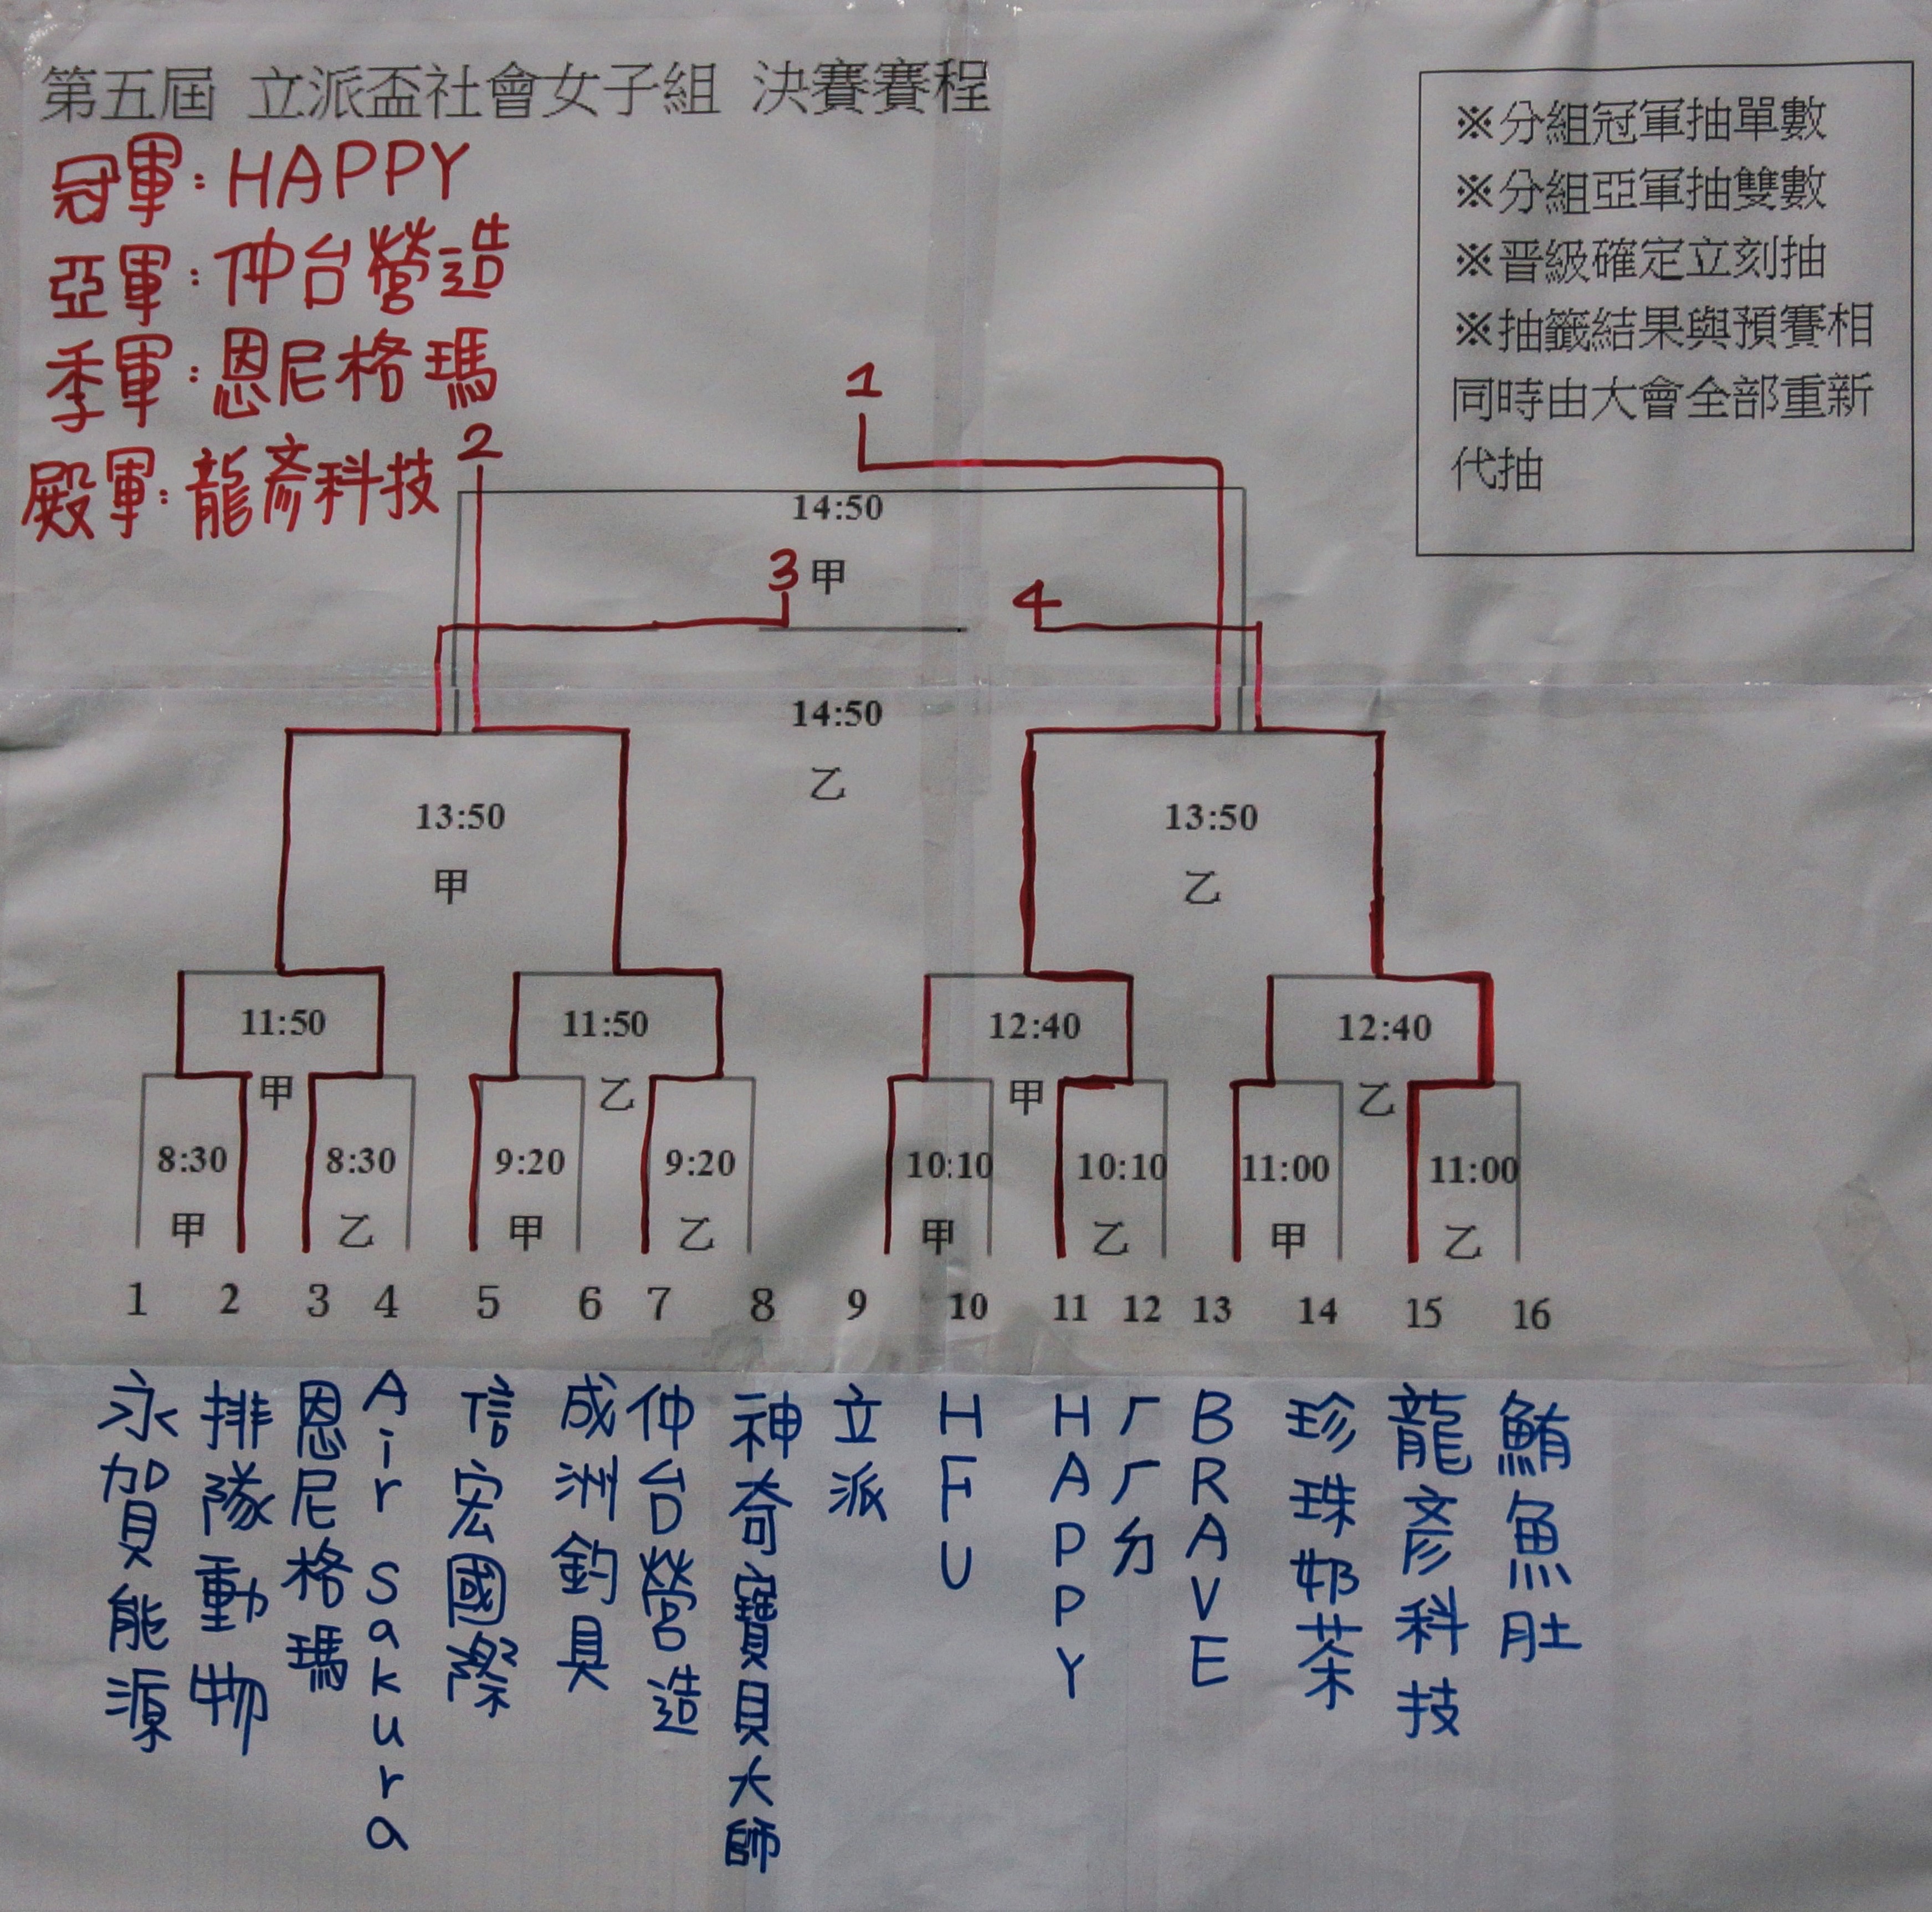 第五屆 立派盃社會女子組 決賽賽程
冠軍:HAPPY
亞軍:仲台營造
季軍:恩尼格瑪
殿軍:龍彥科技
※分組冠軍抽單數
※分組亞軍抽雙數
※晉級確定立刻抽
※抽籤結果與預賽相
同時由大會全部重新
代抽
1
2
14:50
3 甲
4
14:50
乙
13:50 13:50
甲 乙
11:50 11:50 12:40 12:40
甲 乙 甲 乙
8:30 8:30 9:20 9:20 10:10 10:10 11:00 11:00
甲 乙 甲 乙 甲 乙 甲 乙
1 2 3 4 5 6 7 8 9 10 11 12 13 14 15 16
永賀能源
排隊動物
恩尼格瑪
Air Sakura
信宏國際
成洲釣具
仲台營造
神奇寶貝大師
立派
HFU
HAPPY
厂厂分
BRAVE
珍珠奶茶
龍彥科技
鮪魚肚